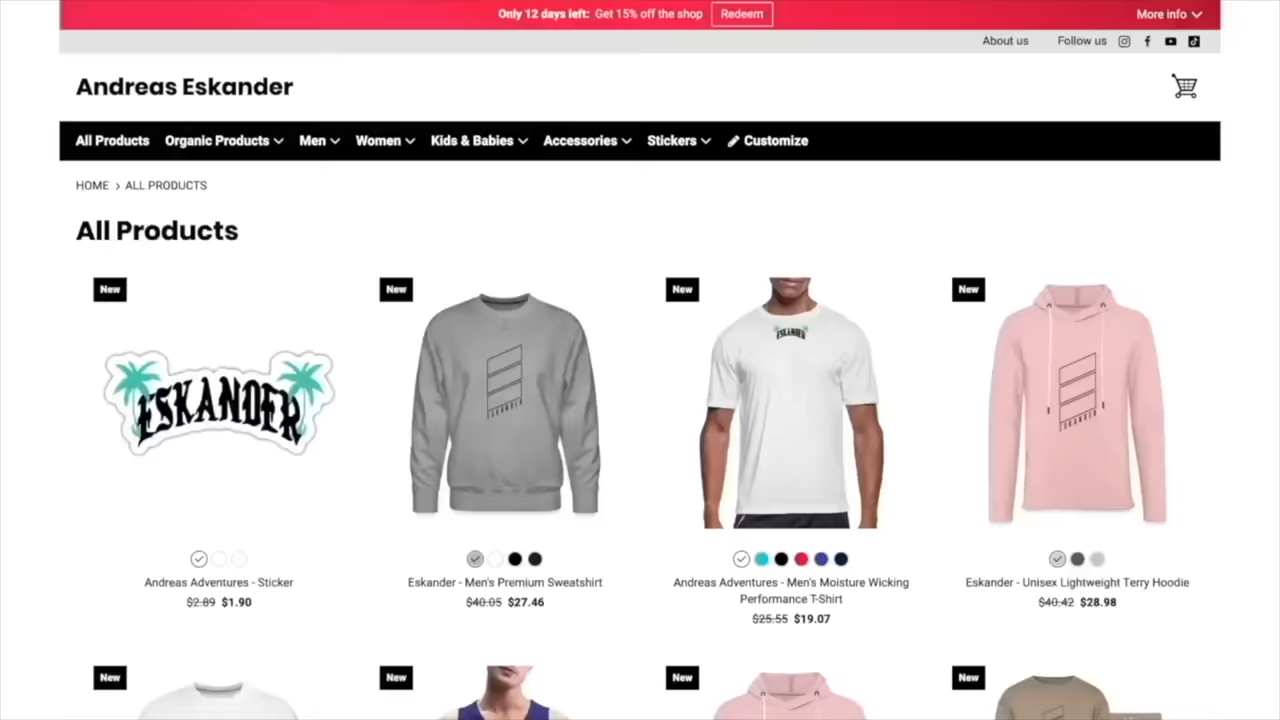 Only 12 days left: Get 15% off the shop Redeem More info
About us Follow us
Andreas Eskander
All Products Organic Products Men Women Kids & Babies Accessories Stickers Customize
HOME > ALL PRODUCTS
All Products
New New New New
ESKANDER
ESKANDER
ESKANDER
ESKANDER
Andreas Adventures - Sticker
$2.89 $1.90
Eskander - Men's Premium Sweatshirt
$40.05 $27.46
Andreas Adventures - Men's Moisture Wicking
Performance T-Shirt
$25.55 $19.07
Eskander - Unisex Lightweight Terry Hoodie
$40.42 $28.98
New New New New